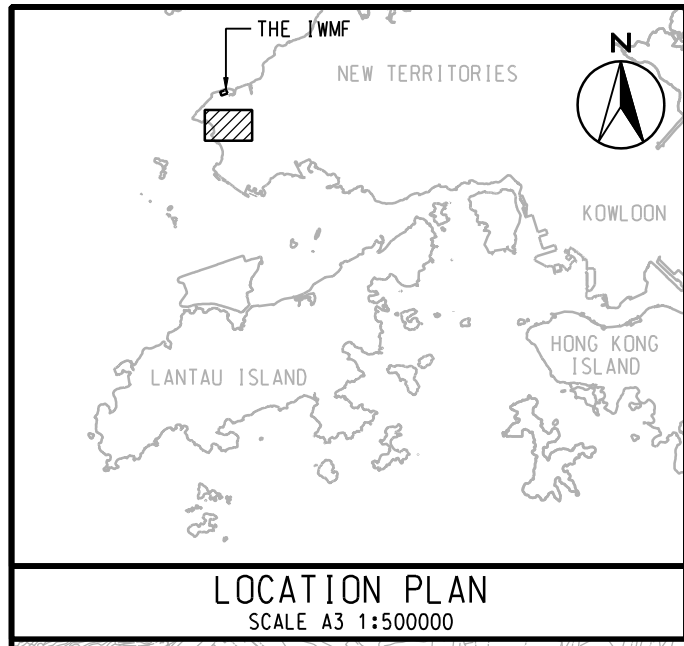 THE IWMF
N
NEW TERRITORIES
KOWLOON
HONG KONG
ISLAND
LANTAU ISLAND
LOCATION PLAN
SCALE A3 1:500000